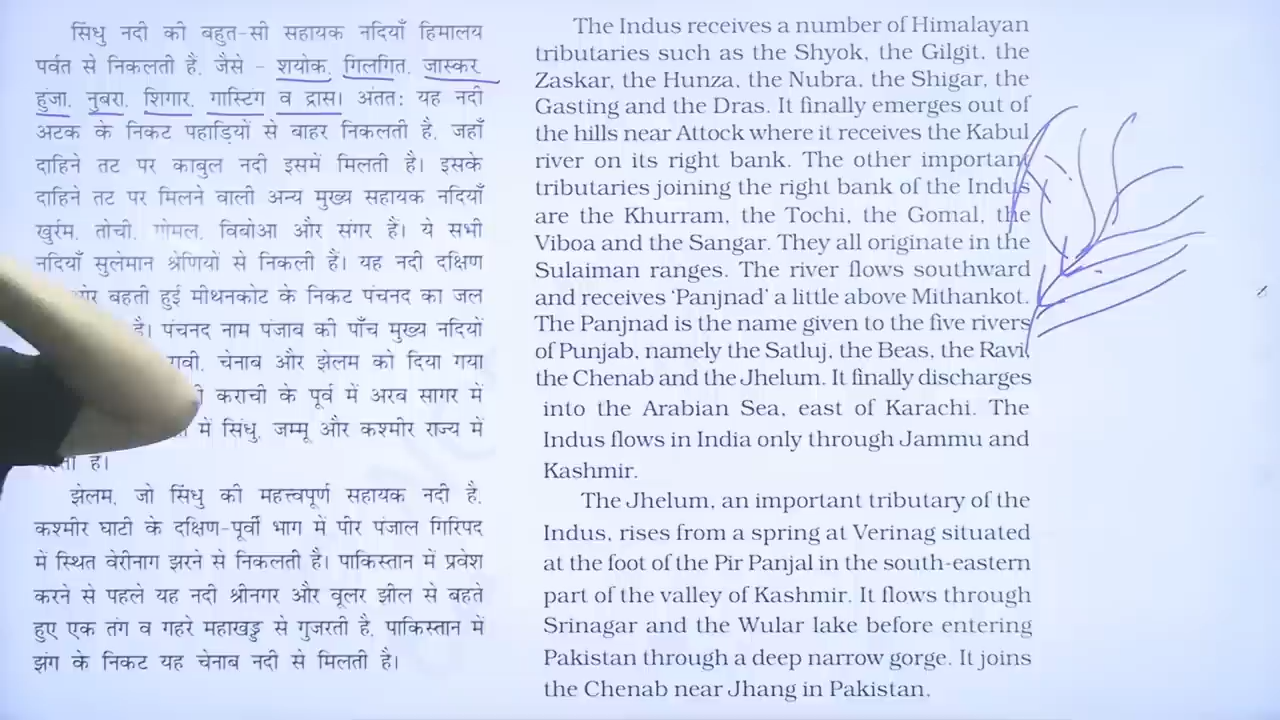 सिंधु नदी की बहुत-सी सहायक नदियाँ हिमालय
पर्वत से निकलती हैं, जैसे - शयोक, गिलगित, जास्कर,
हुंजा, नुबरा, शिगार, गास्टिंग व द्रास। अंततः यह नदी
अटक के निकट पहाड़ियों से बाहर निकलती है, जहाँ
दाहिने तट पर काबुल नदी इसमें मिलती है। इसके
दाहिने तट पर मिलने वाली अन्य मुख्य सहायक नदियाँ
खुर्रम, तोची, गोमल, विबोआ और संगर हैं। ये सभी
नदियाँ सुलेमान श्रेणियों से निकली हैं। यह नदी दक्षिण
बहती हुई मीथनकोट के निकट पंचनद का जल
है। पंचनद नाम पंजाब की पाँच मुख्य नदियों
चेनाब और झेलम को दिया गया
कराची के पूर्व में अरब सागर में
में सिंधु, जम्मू और कश्मीर राज्य में
है।
झेलम, जो सिंधु की महत्त्वपूर्ण सहायक नदी है,
कश्मीर घाटी के दक्षिण-पूर्वी भाग में पीर पंजाल गिरिपद
में स्थित वेरीनाग झरने से निकलती है। पाकिस्तान में प्रवेश
करने से पहले यह नदी श्रीनगर और वूलर झील से बहते
हुए एक तंग व गहरे महाखड्ड से गुजरती है, पाकिस्तान में
झंग के निकट यह चेनाब नदी से मिलती है।
The Indus receives a number of Himalayan
tributaries such as the Shyok, the Gilgit, the
Zaskar, the Hunza, the Nubra, the Shigar, the
Gasting and the Dras. It finally emerges out of
the hills near Attock where it receives the Kabul
river on its right bank. The other important
tributaries joining the right bank of the Indus
are the Khurram, the Tochi, the Gomal, the
Viboa and the Sangar. They all originate in the
Sulaiman ranges. The river flows southward
and receives ‘Panjnad’ a little above Mithankot.
The Panjnad is the name given to the five rivers
of Punjab, namely the Satluj, the Beas, the Ravi,
the Chenab and the Jhelum. It finally discharges
into the Arabian Sea, east of Karachi. The
Indus flows in India only through Jammu and
Kashmir.
The Jhelum, an important tributary of the
Indus, rises from a spring at Verinag situated
at the foot of the Pir Panjal in the south-eastern
part of the valley of Kashmir. It flows through
Srinagar and the Wular lake before entering
Pakistan through a deep narrow gorge. It joins
the Chenab near Jhang in Pakistan.